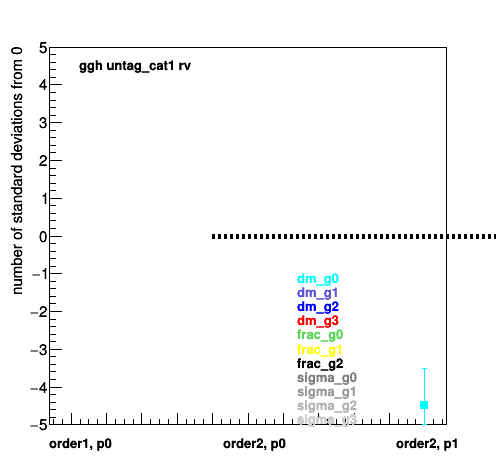 number of standard deviations from 0
ggh untag_cat1 rv
5
4
3
2
1
0
−1
−2
−3
−4
−5
dm_g0
dm_g1
dm_g2
dm_g3
frac_g0
frac_g1
frac_g2
sigma_g0
sigma_g1
sigma_g2
sigma_g3
order1, p0
order2, p0
order2, p1